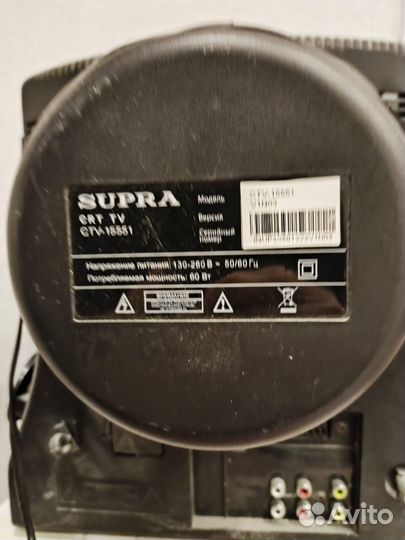 SUPRA
CRT TV
CTV-15551
Модель
Версия
Серийный
номер
CTV-15551
Напряжение питания: 130-260 В ~ 50/60 Гц
Потребляемая мощность: 60 Вт
ВНИМАНИЕ
Avito